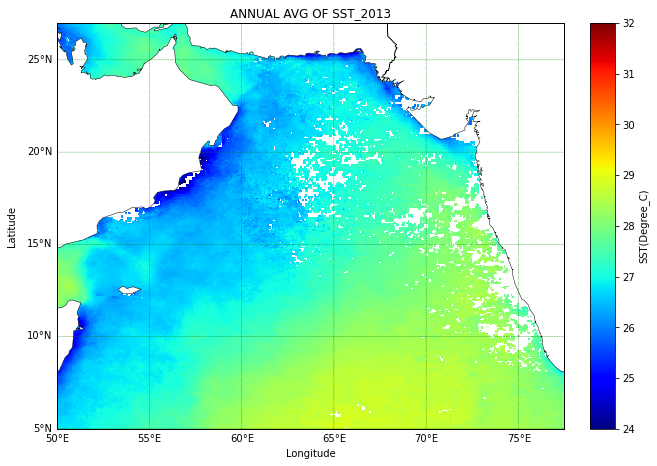 ANNUAL AVG OF SST_2013
25°N
20°N
15°N
10°N
5°N
50°E 55°E 60°E 65°E 70°E 75°E
Longitude
Latitude
32
31
30
29
28
27
26
25
24
SST(Degree_C)